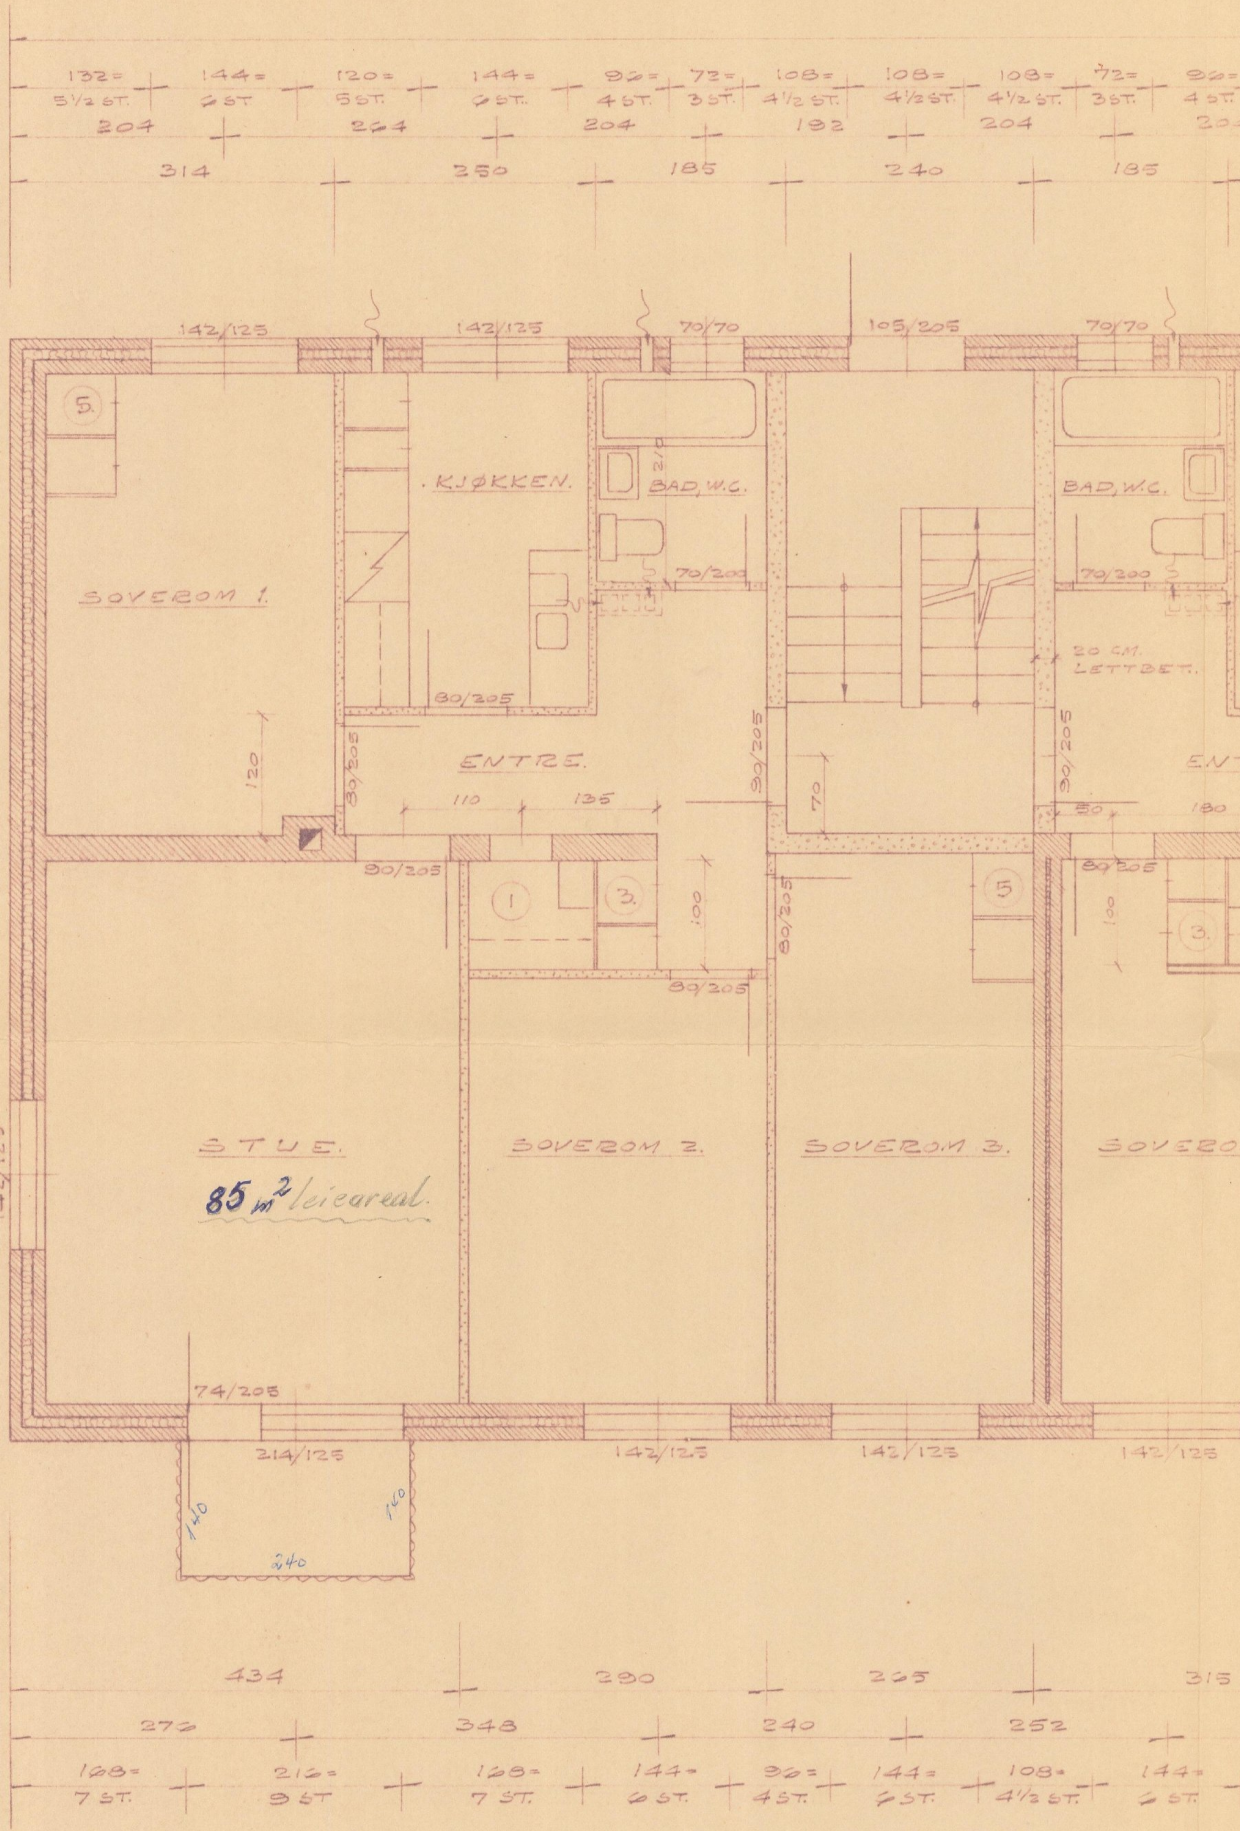 132= 144= 120= 144= 96= 72= 108= 108= 108= 72= 96=
5½ ST. 6 ST 5 ST. 6 ST. 4 ST. 3 ST. 4½ ST. 4½ ST. 4½ ST. 3 ST. 4 ST
204 264 204 192 204
314 250 185 240 185
142/125 142/125 70/70 105/205 70/70
5.
KJØKKEN.
210
BAD, W.C.
BAD, W.C.
70/200
70/200
SOVEROM 1.
20 CM.
LETTBET.
80/205
120
80/205
ENTRE.
90/205
70
90/205
ENT
110 135
50 180
90/205
1
3.
100
80/205
5
80/205
100
3.
80/205
STUE.
SOVEROM 2.
SOVEROM 3.
SOVERO
85 m² leieareal.
74/205
214/125 142/125 142/125 142/125
140
140
240
434 290 265 315
276 348 240 252
168= 216= 168= 144= 96= 144= 108= 144=
7 ST. 9 ST 7 ST. 6 ST. 4 ST. 6 ST. 4½ ST. 6 ST